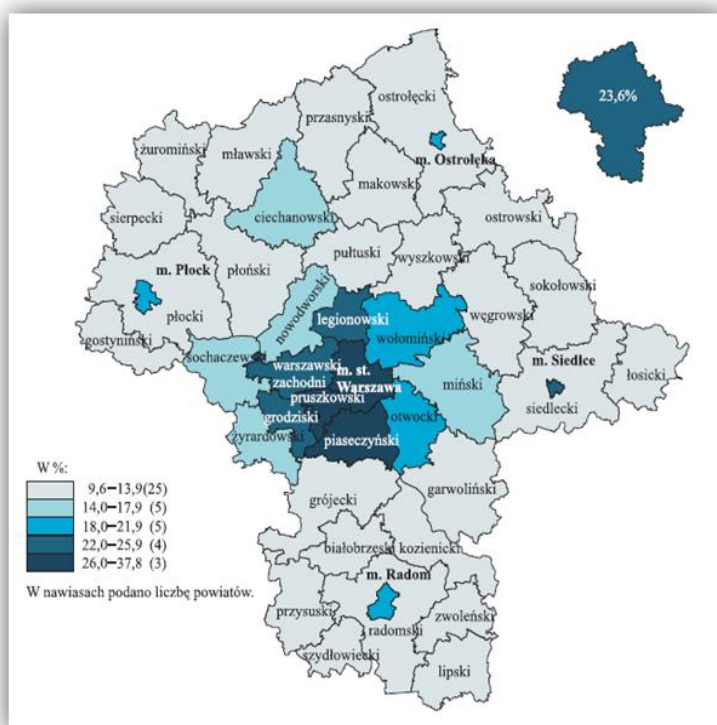 ostrołęcki
23,6%
przasnyski
m. Ostrołęka
żuromiński
mławski
makowski
sierpecki
ciechanowski
ostrowski
pułtuski
wyszkowski
m. Płock
płoński
sokołowski
płocki
nowodworski
legionowski
węgrowski
gostyniński
wołomiński
sochaczews
warszawski
zachodni
m. st.
Warszawa
m. Siedlce
łosicki
miński
siedlecki
pruszkowski
grodziski
otwocki
żyrardowski
piaseczyński
garwoliński
grójecki
białobrzeski
kozienicki
m. Radom
przysuski
zwoleński
radomski
szydłowiecki
lipski
W %:
9,6–13,9(25)
14,0–17,9 (5)
18,0–21,9 (5)
22,0–25,9 (4)
26,0–37,8 (3)
W nawiasach podano liczbę powiatów.